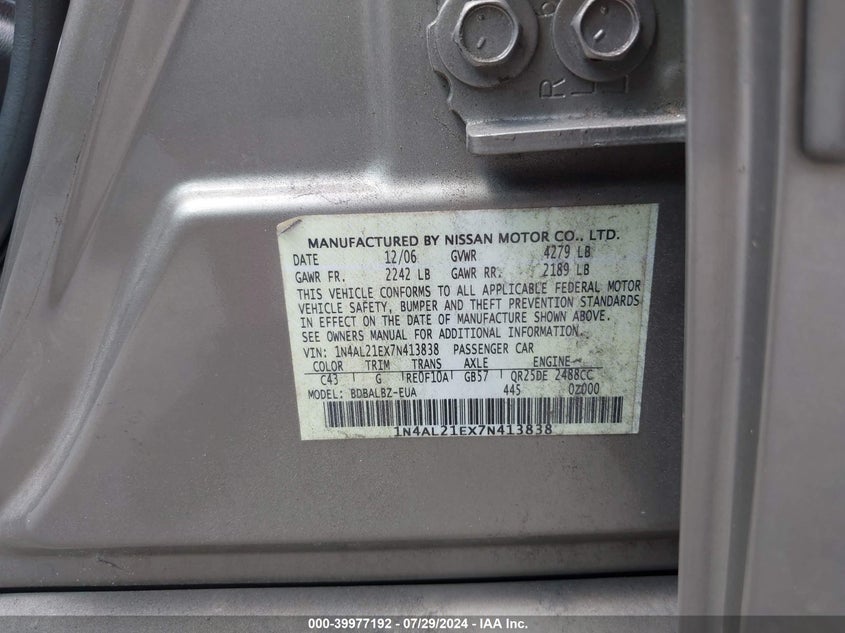 R
L
MANUFACTURED BY NISSAN MOTOR CO., LTD.
DATE 12/06 GVWR 4279 LB
GAWR FR. 2242 LB GAWR RR. 2189 LB
THIS VEHICLE CONFORMS TO ALL APPLICABLE FEDERAL MOTOR
VEHICLE SAFETY, BUMPER AND THEFT PREVENTION STANDARDS
IN EFFECT ON THE DATE OF MANUFACTURE SHOWN ABOVE.
SEE OWNERS MANUAL FOR ADDITIONAL INFORMATION.
VIN: 1N4AL21EX7N413838 PASSENGER CAR
COLOR TRIM TRANS AXLE ENGINE
C43 G RE0F10A GB57 QR25DE 2488CC
MODEL: BDBALBZ-EUA 445 0Z000
1N4AL21EX7N413838
000-39977192 - 07/29/2024 - IAA Inc.